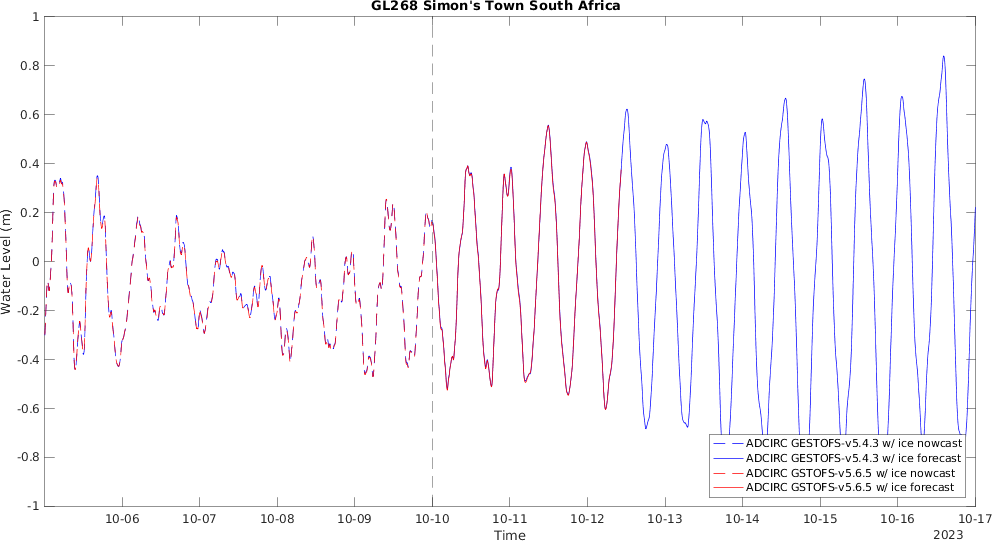 GL268 Simon's Town South Africa
1
0.8
0.6
0.4
0.2
0
-0.2
-0.4
-0.6
-0.8
-1
Water Level (m)
ADCIRC GESTOFS-v5.4.3 w/ ice nowcast
ADCIRC GESTOFS-v5.4.3 w/ ice forecast
ADCIRC GSTOFS-v5.6.5 w/ ice nowcast
ADCIRC GSTOFS-v5.6.5 w/ ice forecast
10-06 10-07 10-08 10-09 10-10 10-11 10-12 10-13 10-14 10-15 10-16 10-17
Time
2023